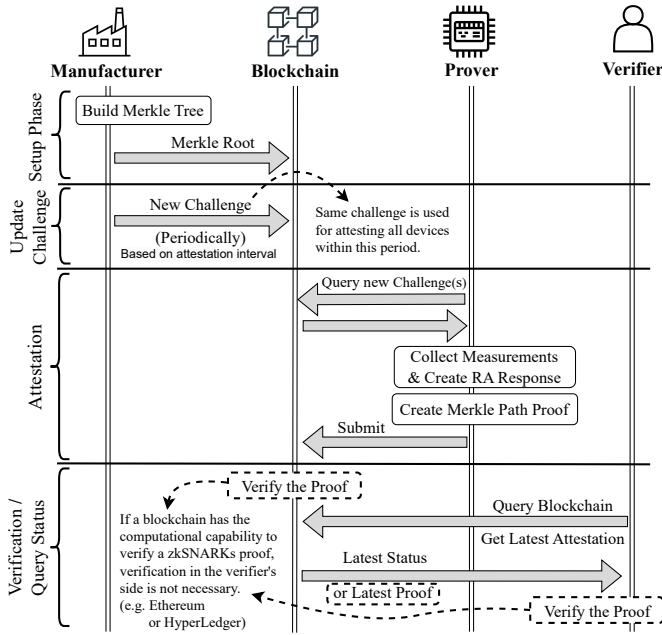 Manufacturer
Blockchain
Prover
Verifier
Setup Phase
Build Merkle Tree
Merkle Root
Update
Challenge
New Challenge
(Periodically)
Based on attestation interval
Same challenge is used
for attesting all devices
within this period.
Attestation
Query new Challenge(s)
Collect Measurements
& Create RA Response
Create Merkle Path Proof
Submit
Verification /
Query Status
Verify the Proof
If a blockchain has the
computational capability to
verify a zkSNARKs proof,
verification in the verifier's
side is not necessary.
(e.g. Ethereum
or HyperLedger)
Query Blockchain
Get Latest Attestation
Latest Status
or Latest Proof
Verify the Proof